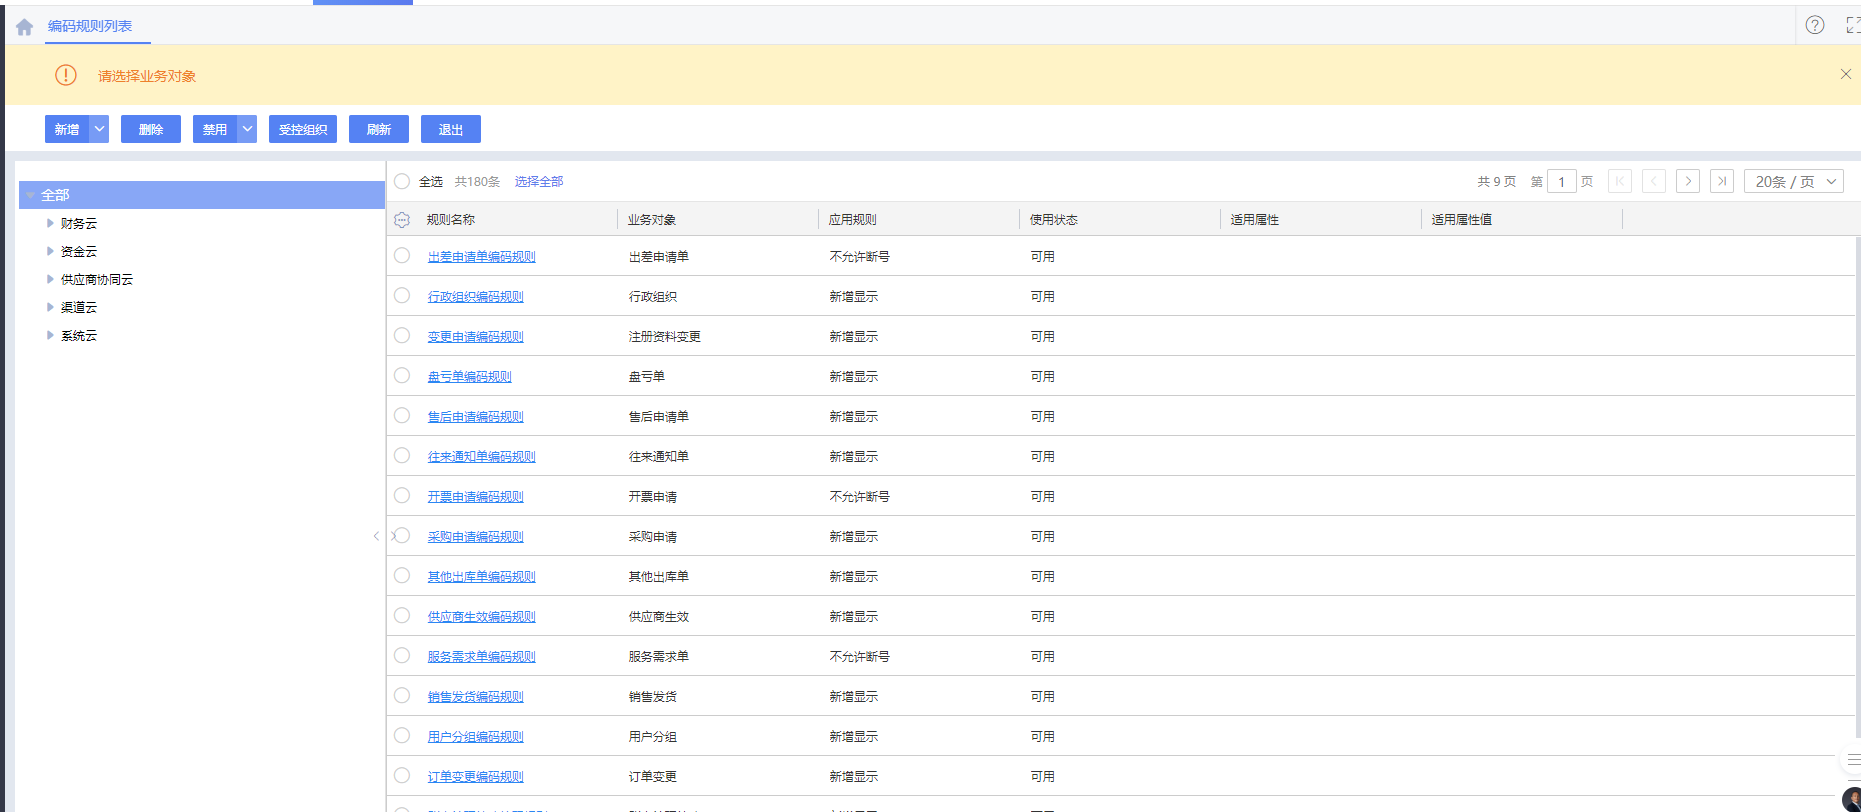 编码规则列表
请选择业务对象
新增 删除 禁用 受控组织 刷新 退出
全部
财务云
资金云
供应商协同云
渠道云
系统云
全选 共180条 选择全部 共 9 页 第 1 页 20条 / 页
规则名称 业务对象 应用规则 使用状态 适用属性 适用属性值
出差申请单编码规则 出差申请单 不允许断号 可用
行政组织编码规则 行政组织 新增显示 可用
变更申请编码规则 注册资料变更 新增显示 可用
盘亏单编码规则 盘亏单 新增显示 可用
售后申请编码规则 售后申请单 新增显示 可用
往来通知单编码规则 往来通知单 新增显示 可用
开票申请编码规则 开票申请 不允许断号 可用
采购申请编码规则 采购申请 新增显示 可用
其他出库单编码规则 其他出库单 新增显示 可用
供应商生效编码规则 供应商生效 新增显示 可用
服务需求单编码规则 服务需求单 不允许断号 可用
销售发货编码规则 销售发货 新增显示 可用
用户分组编码规则 用户分组 新增显示 可用
订单变更编码规则 订单变更 新增显示 可用